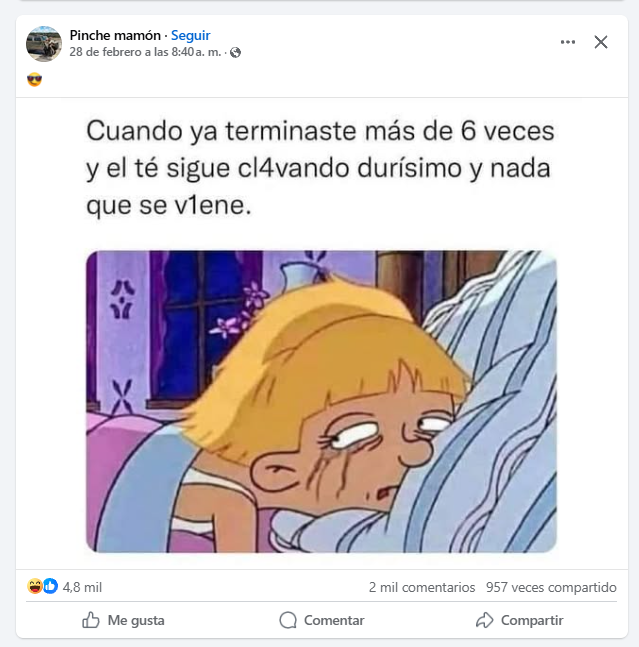 Pinche mamón · Seguir
28 de febrero a las 8:40 a. m. ·
😎
Cuando ya terminaste más de 6 veces
y el té sigue cl4vando durísimo y nada
que se v1ene.
4,8 mil
2 mil comentarios 957 veces compartido
Me gusta
Comentar
Compartir